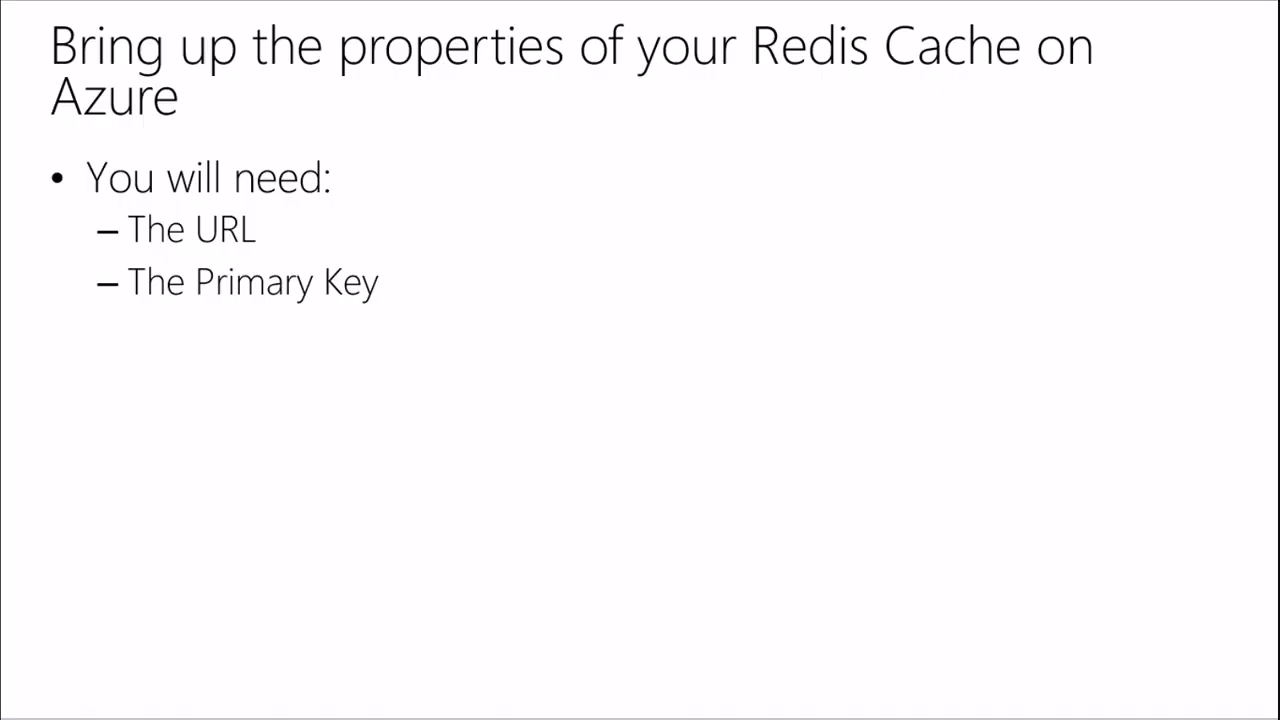 Bring up the properties of your Redis Cache on
Azure
• You will need:
– The URL
– The Primary Key